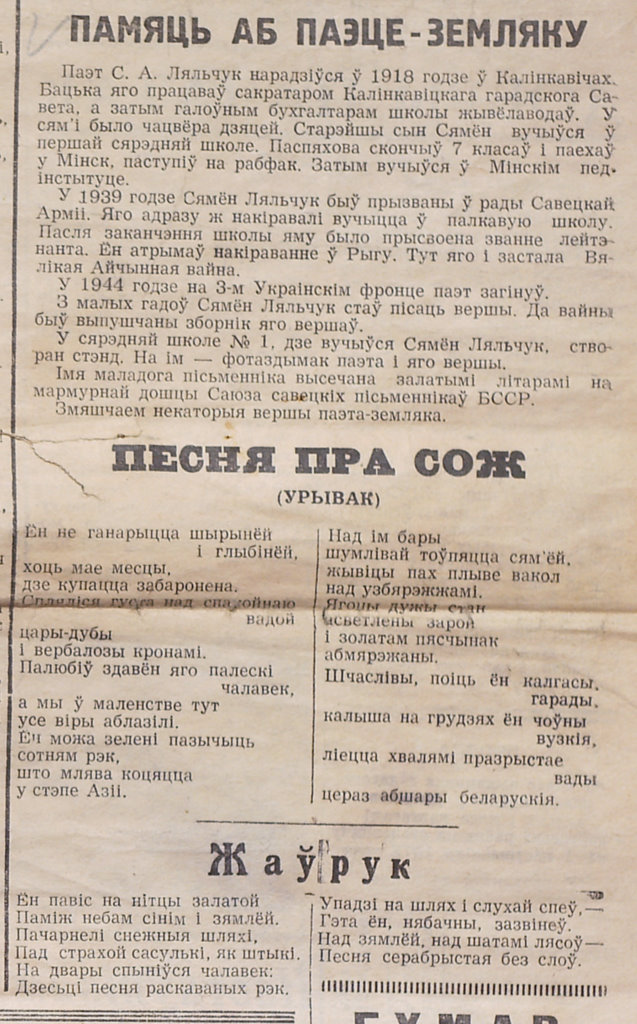 ПАМЯЦЬ АБ ПАЭЦЕ-ЗЕМЛЯКУ
Паэт С. А. Ляльчук нарадзіўся ў 1918 годзе ў Калінкавічах.
Бацька яго працаваў сакратаром Калінкавіцкага гарадскога Са-
вета, а затым галоўным бухгалтарам школы жывёлаводаў. У
сям'і было чацвёра дзяцей. Старэйшы сын Сямён вучыўся ў
першай сярэдняй школе. Паспяхова скончыў 7 класаў і паехаў
у Мінск, паступіў на рабфак. Затым вучыўся ў Мінскім пед-
інстытуце.
У 1939 годзе Сямён Ляльчук быў прызваны ў рады Савецкай
Арміі. Яго адразу ж накіравалі вучыцца ў палкавую школу.
Пасля заканчэння школы яму было прысвоена званне лейтэ-
нанта. Ён атрымаў накіраванне ў Рыгу. Тут яго і застала Вя-
лікая Айчынная вайна.
У 1944 годзе на 3-м Украінскім фронце паэт загінуў.
З малых гадоў Сямён Ляльчук стаў пісаць вершы. Да вайны
быў выпушчаны зборнік яго вершаў.
У сярэдняй школе № 1, дзе вучыўся Сямён Ляльчук, ство-
ран стэнд. На ім — фотаздымак паэта і яго вершы.
Імя маладога пісьменніка высечана залатымі літарамі на
мармурнай дошцы Саюза савецкіх пісьменнікаў БССР.
Змяшчаем некаторыя вершы паэта-земляка.
ПЕСНЯ ПРА СОЖ
(УРЫВАК)
Ён не ганарыцца шырынёй
і глыбінёй,
хоць мае месцы,
дзе купацца забаронена.
Спляліся густа над спакойнаю
вадой
цары-дубы
і вербалозы кронамі.
Палюбіў здавён яго палескі
чалавек,
а мы ў маленстве тут
усе віры аблазілі.
Ён можа зелені пазычыць
сотням рэк,
што млява коцяцца
у стэпе Азіі.
Над ім бары
шумлівай тоўпяцца сям'ёй,
жывіцы пах плыве вакол
над узбярэжжамі.
Ягоны дужы стан
асветлены зарой
і золатам пясчынак
абмярэжаны.
Шчаслівы, поіць ён калгасы,
гарады,
калыша на грудзях ён чоўны
вузкія,
ліецца хвалямі празрыстае
вады
цераз абшары беларускія.
Жаўрук
Ён павіс на нітцы залатой
Паміж небам сінім і зямлёй.
Пачарнелі снежныя шляхі,
Пад страхой сасулькі, як штыкі.
На двары спыніўся чалавек:
Дзесьці песня раскаваных рэк.
Упадзі на шлях і слухай спеў,—
Гэта ён, нябачны, зазвінеў.
Над зямлёй, над шатамі лясоў—
Песня серабрыстая без слоў.